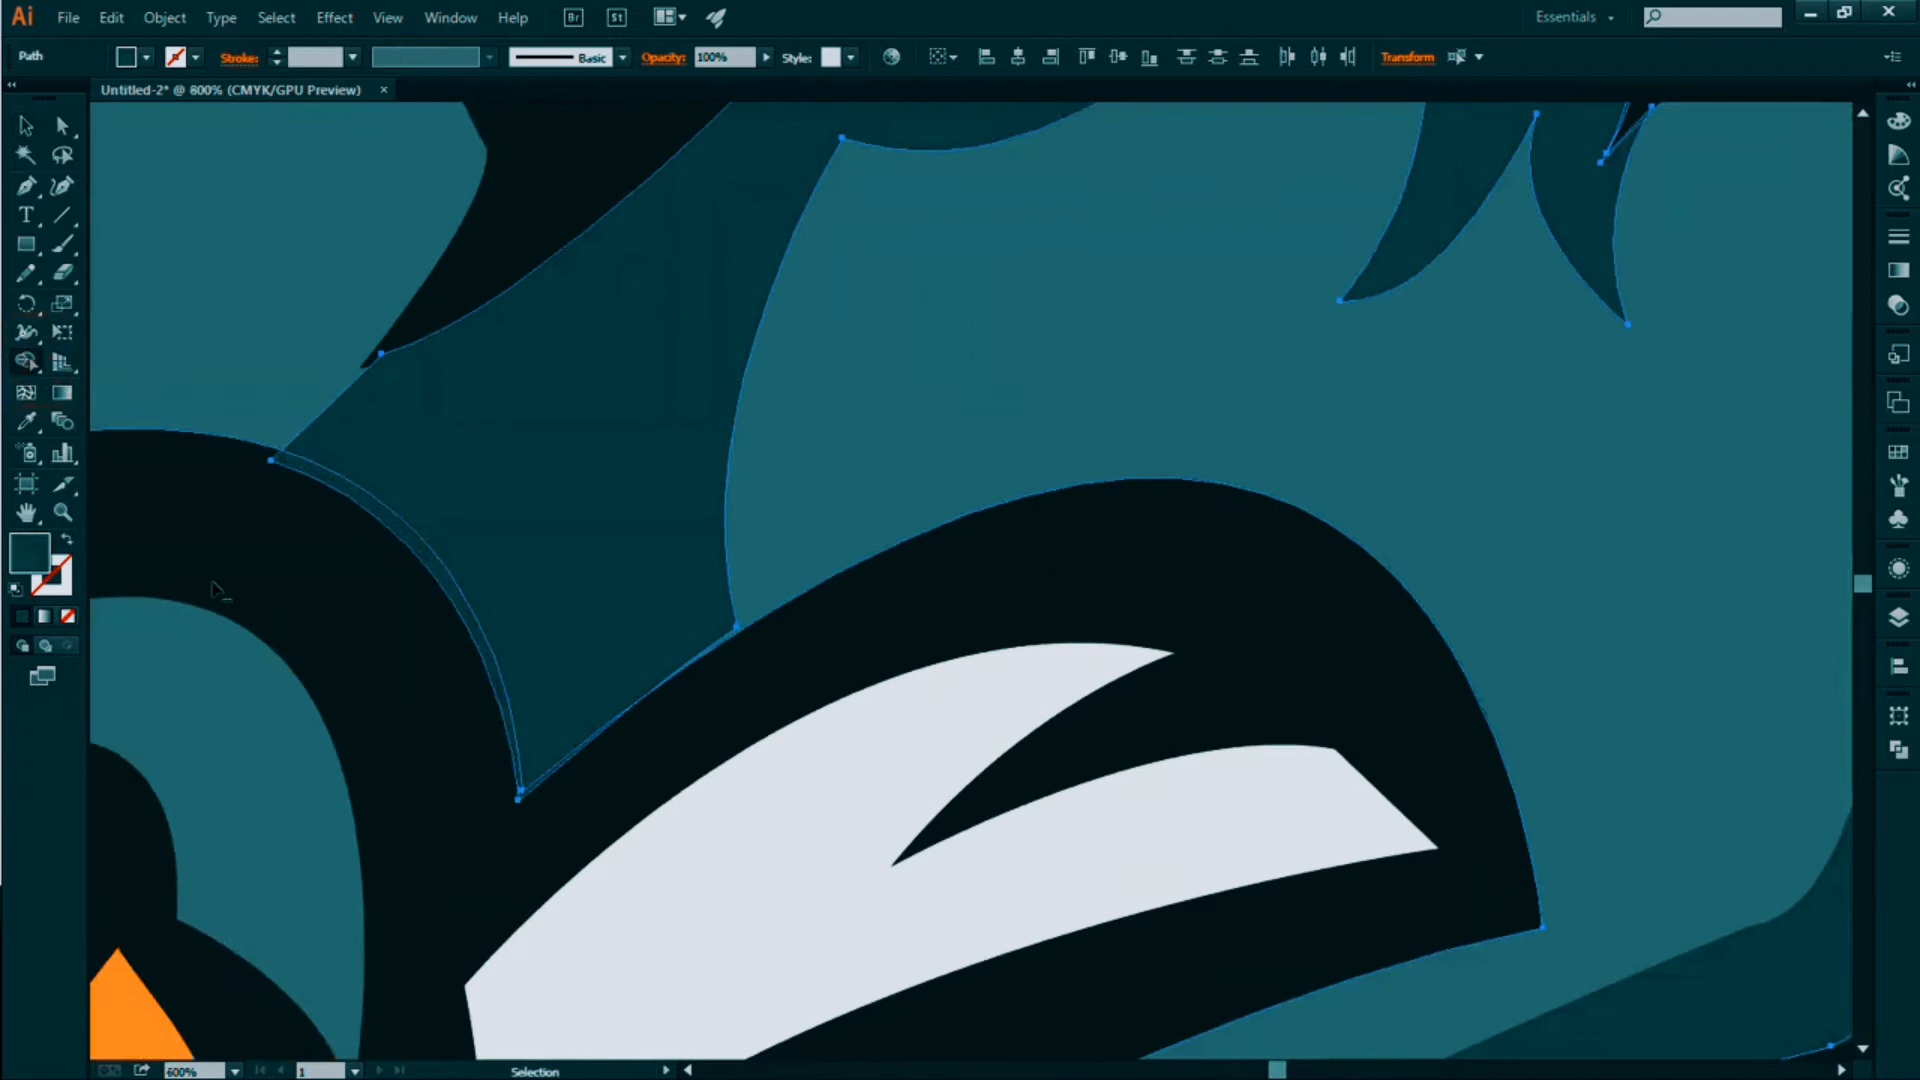 Ai File Edit Object Type Select Effect View Window Help Br St Essentials
Path Stroke: Basic Opacity: 100% Style: Transform
Untitled-2* @ 800% (CMYK/GPU Preview) ×
T
600% 1 Selection